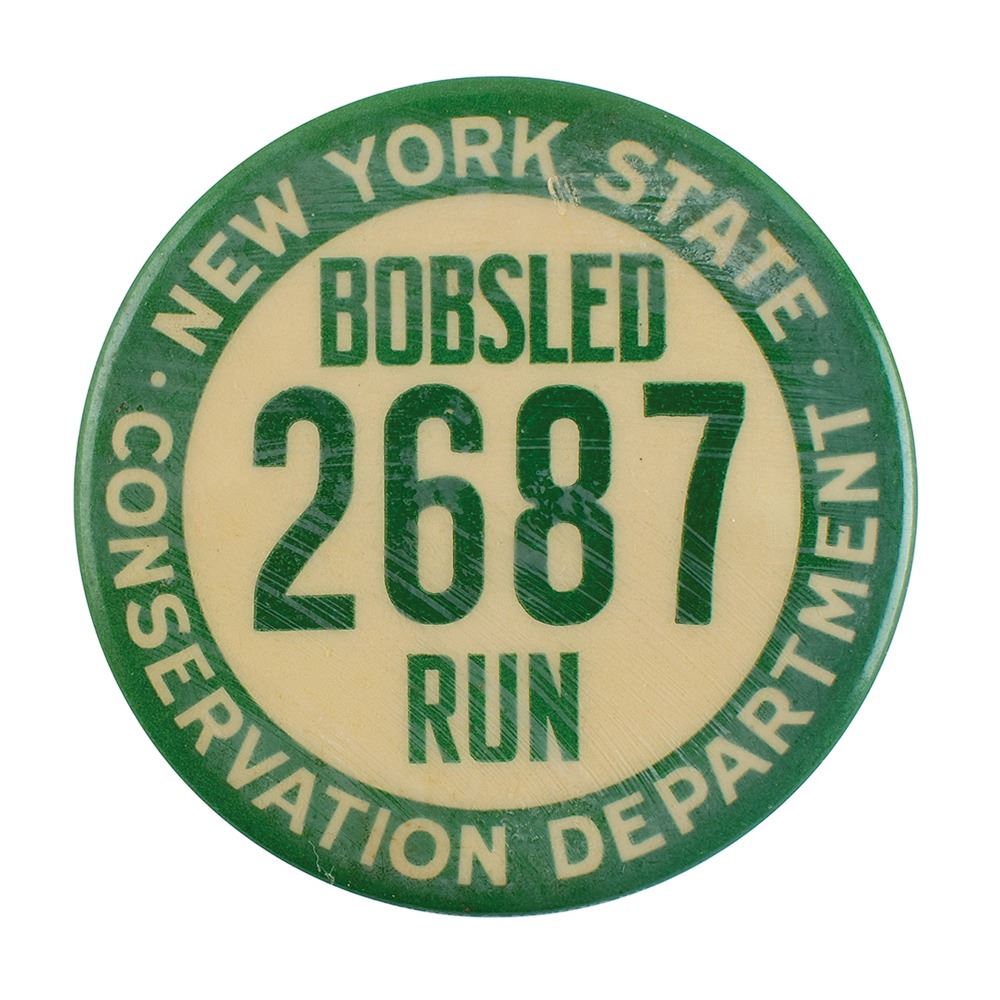 NEW YORK STATE
BOBSLED
2687
RUN
· CONSERVATION DEPARTMENT ·